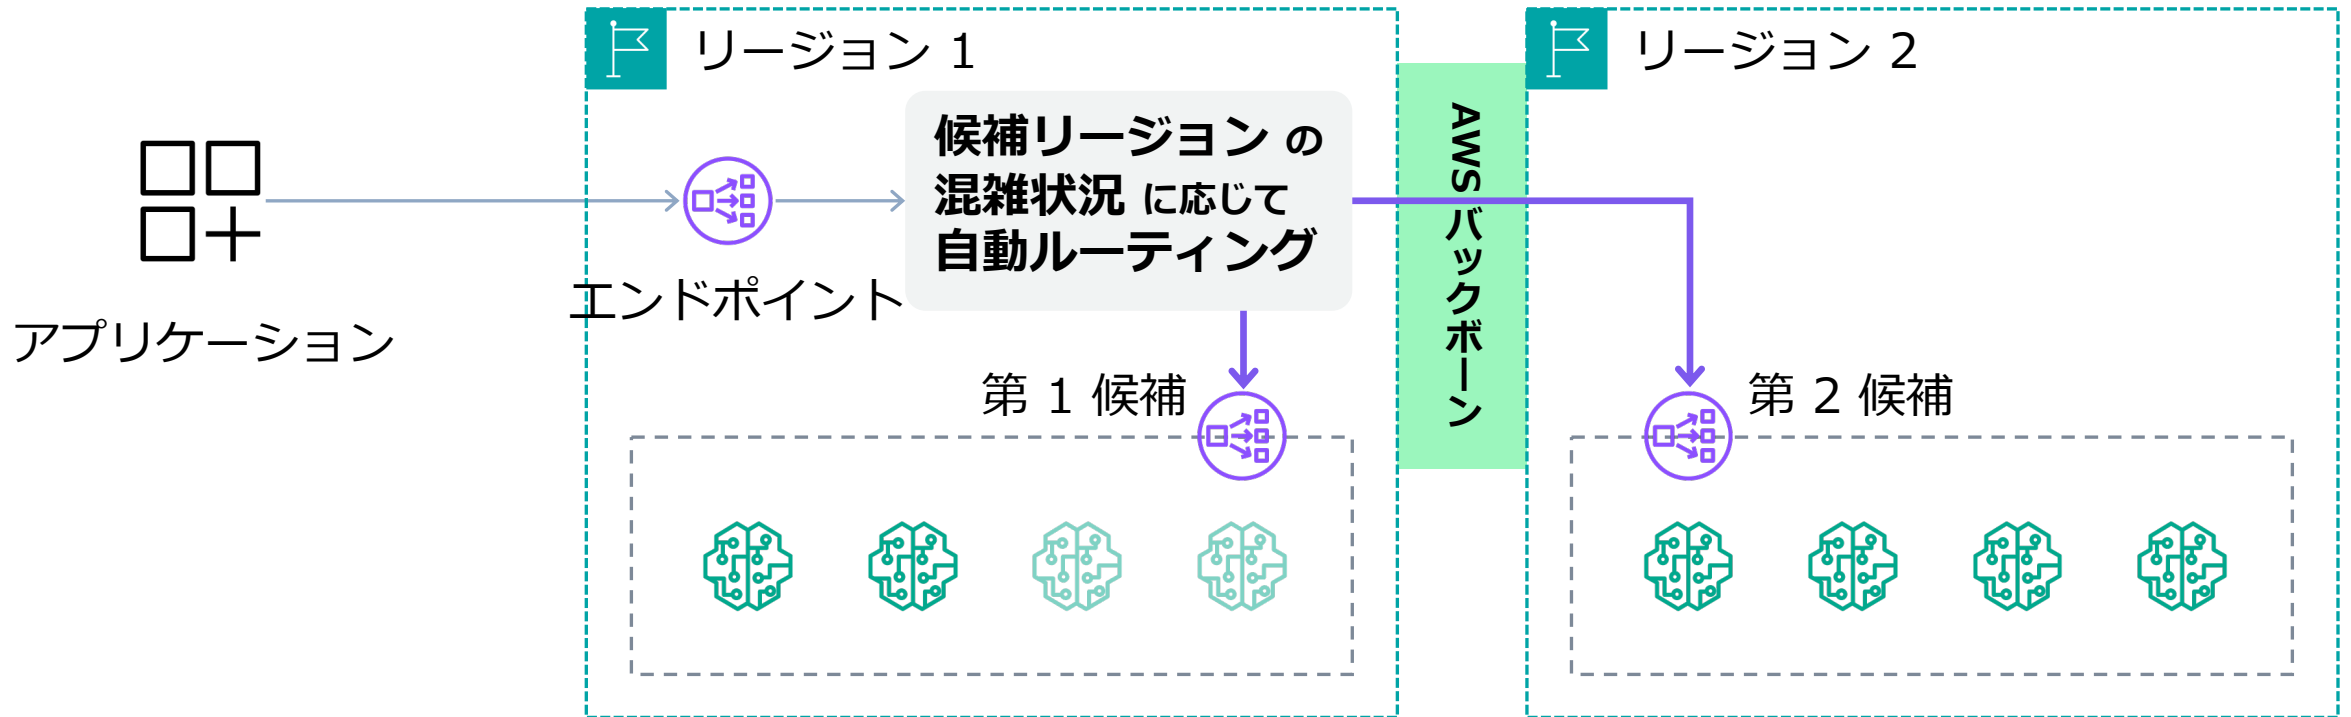 リージョン 1
リージョン 2
候補リージョン の
混雑状況 に応じて
自動ルーティング
AWS バックボーン
エンドポイント
アプリケーション
第 1 候補
第 2 候補